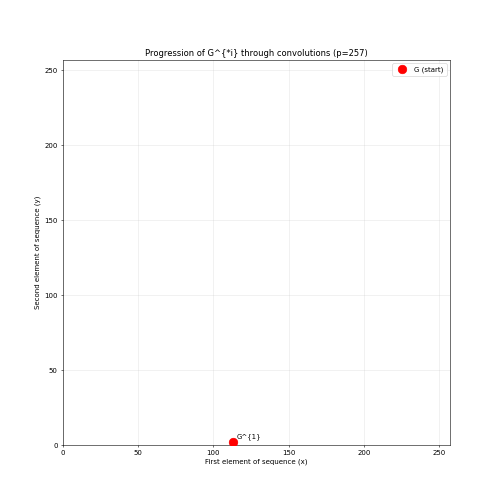 Progression of G^{*i} through convolutions (p=257)
G (start)
Second element of sequence (y)
250
200
150
100
50
0
G^{1}
0 50 100 150 200 250
First element of sequence (x)